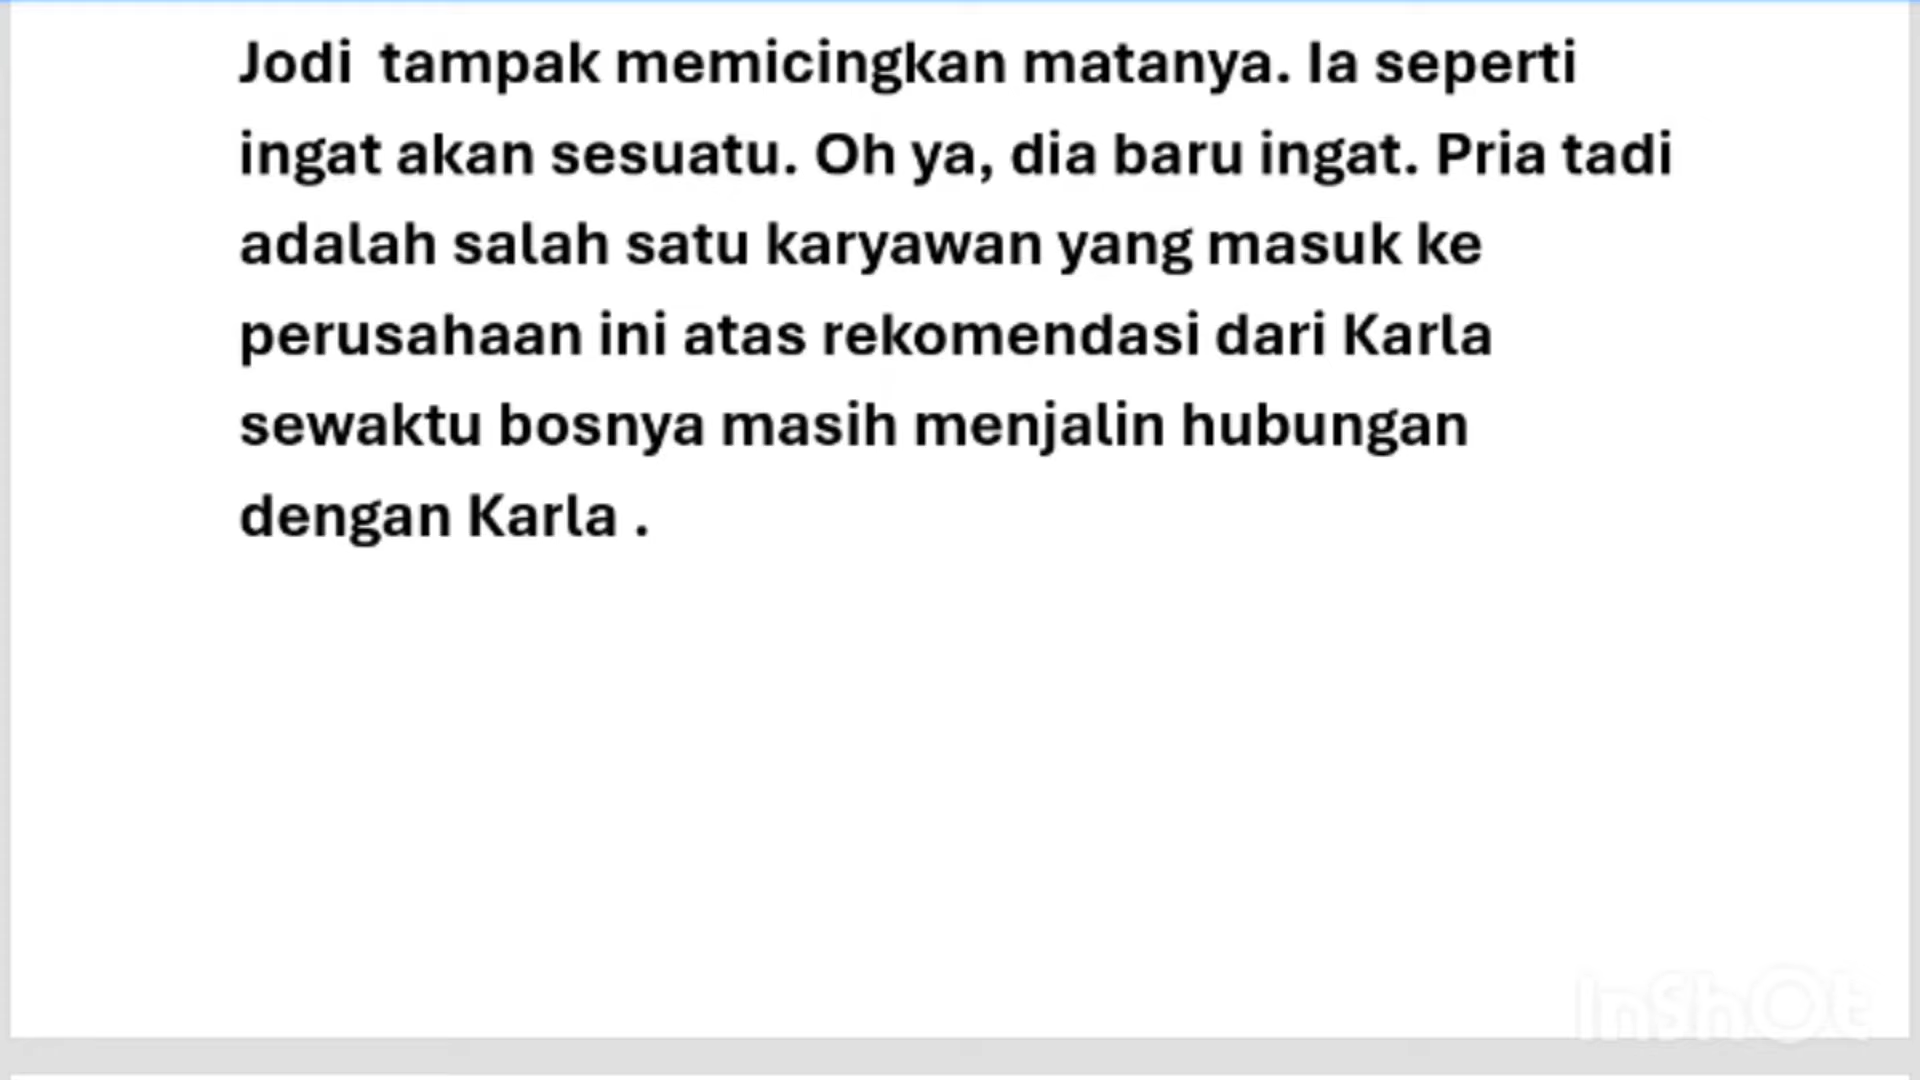 Jodi tampak memicingkan matanya. Ia seperti
ingat akan sesuatu. Oh ya, dia baru ingat. Pria tadi
adalah salah satu karyawan yang masuk ke
perusahaan ini atas rekomendasi dari Karla
sewaktu bosnya masih menjalin hubungan
dengan Karla .
InShOt